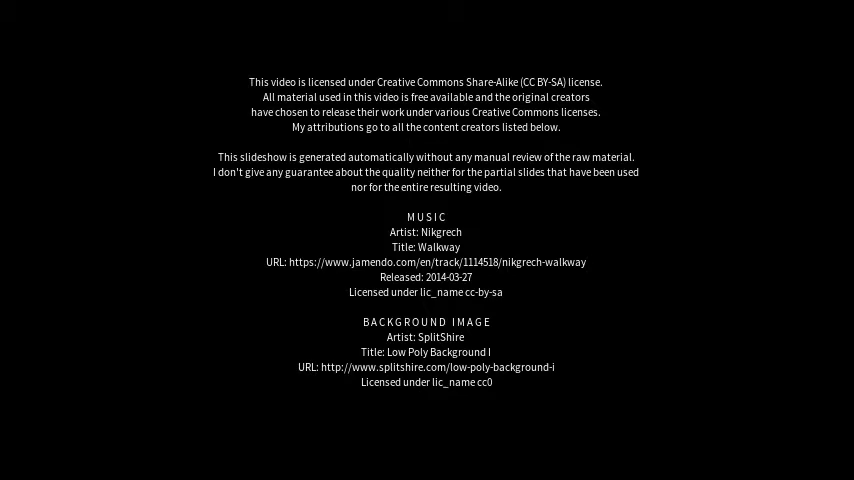 This video is licensed under Creative Commons Share-Alike (CC BY-SA) license.
All material used in this video is free available and the original creators
have chosen to release their work under various Creative Commons licenses.
My attributions go to all the content creators listed below.
This slideshow is generated automatically without any manual review of the raw material.
I don't give any guarantee about the quality neither for the partial slides that have been used
nor for the entire resulting video.
M U S I C
Artist: Nikgrech
Title: Walkway
URL: https://www.jamendo.com/en/track/1114518/nikgrech-walkway
Released: 2014-03-27
Licensed under lic_name cc-by-sa
B A C K G R O U N D  I M A G E
Artist: SplitShire
Title: Low Poly Background I
URL: http://www.splitshire.com/low-poly-background-i
Licensed under lic_name cc0